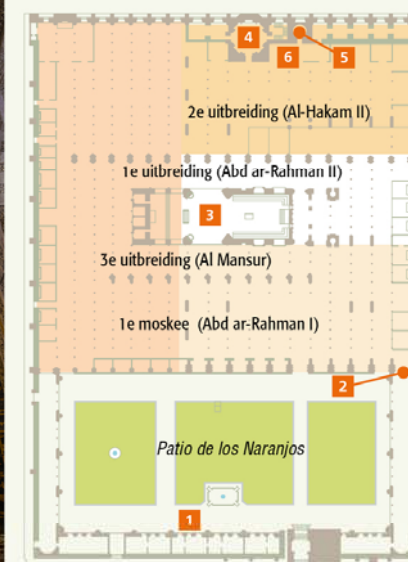 4
6
5
2e uitbreiding (Al-Hakam II)
1e uitbreiding (Abd ar-Rahman II)
3
3e uitbreiding (Al Mansur)
1e moskee (Abd ar-Rahman I)
2
Patio de los Naranjos
1